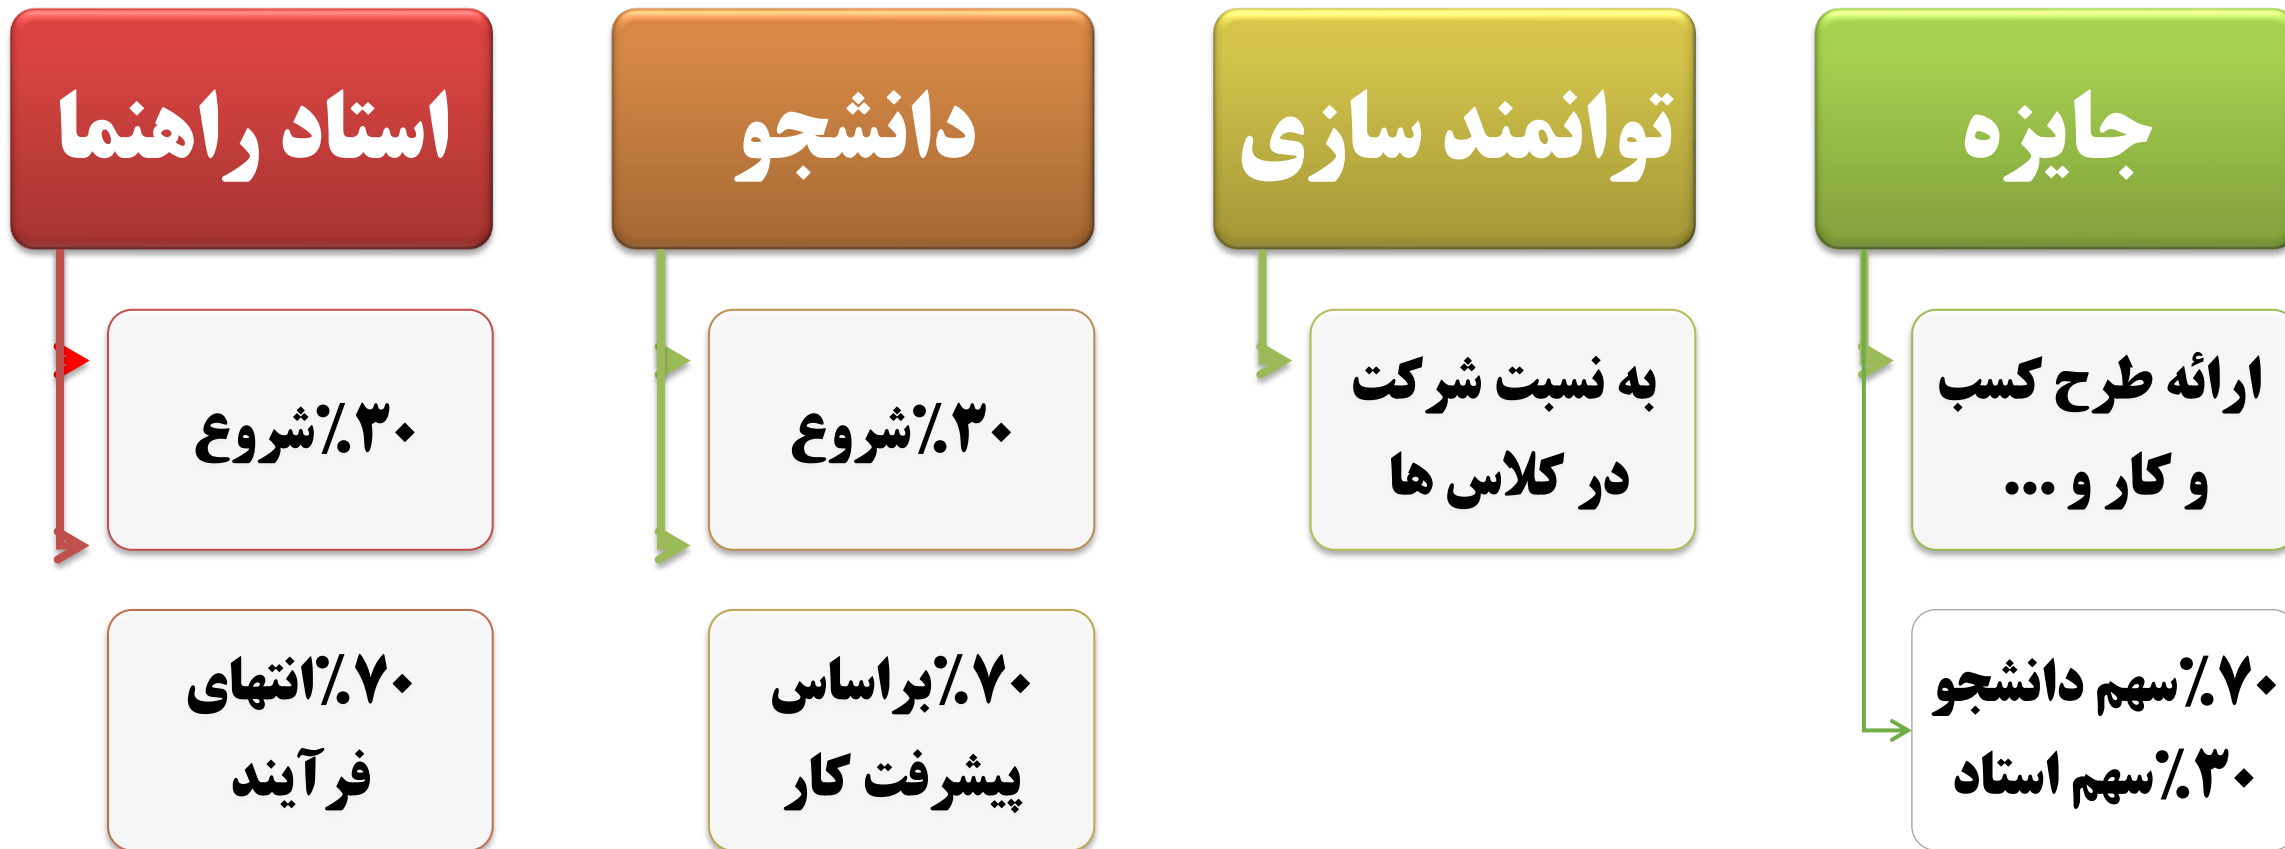 استاد راهنما
۳۰٪شروع
۷۰٪انتهای
فرآیند
دانشجو
۳۰٪شروع
۷۰٪براساس
پیشرفت کار
توانمند سازی
به نسبت شرکت
در کلاس ها
جایزه
ارائه طرح کسب
و کار و ...
۷۰٪سهم دانشجو
۳۰٪سهم استاد